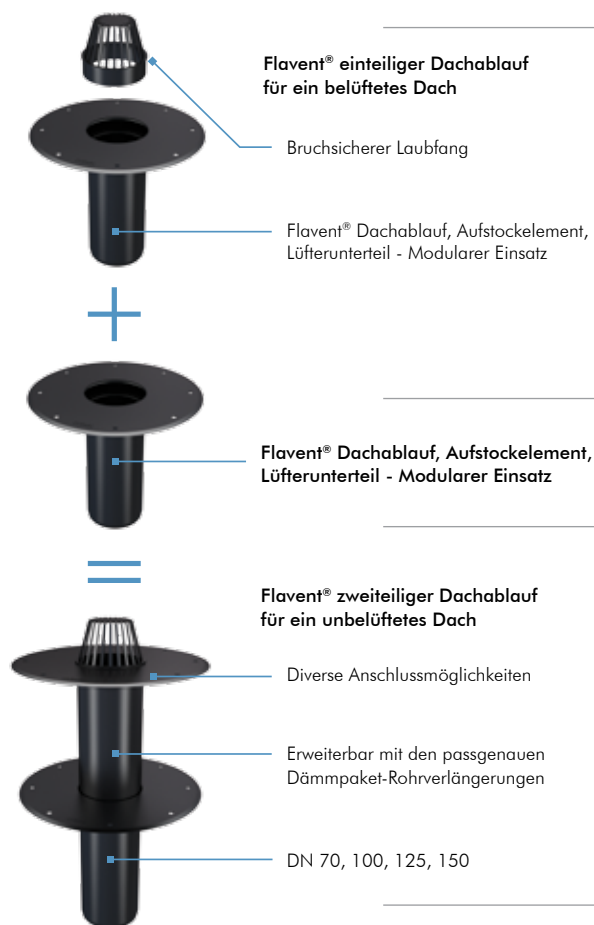 Flavent® einteiliger Dachablauf
für ein belüftetes Dach
Bruchsicherer Laubfang
Flavent® Dachablauf, Aufstockelement,
Lüfterunterteil - Modularer Einsatz
Flavent® Dachablauf, Aufstockelement,
Lüfterunterteil - Modularer Einsatz
Flavent® zweiteiliger Dachablauf
für ein unbelüftetes Dach
Diverse Anschlussmöglichkeiten
Erweiterbar mit den passgenauen
Dämmpaket-Rohrverlängerungen
DN 70, 100, 125, 150